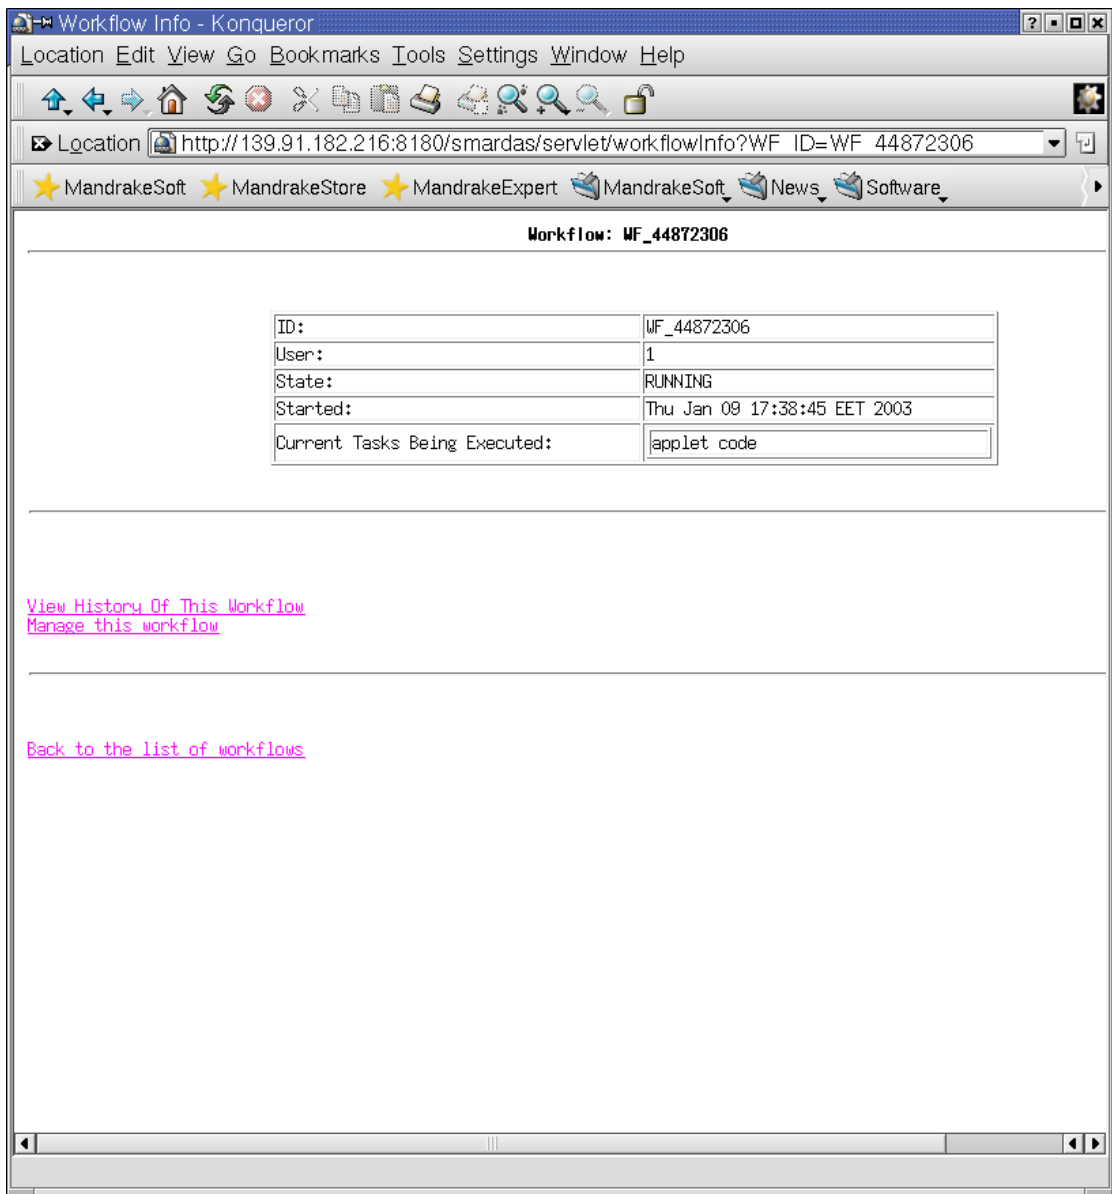 Workflow Info - Konqueror
Location Edit View Go Bookmarks Tools Settings Window Help
Location http://139.91.182.216:8180/smardas/servlet/workflowInfo?WF_ID=WF_44872306
MandrakeSoft MandrakeStore MandrakeExpert MandrakeSoft News Software
Workflow: WF_44872306
ID: WF_44872306
User: 1
State: RUNNING
Started: Thu Jan 09 17:38:45 EET 2003
Current Tasks Being Executed: applet code
View History Of This Workflow
Manage this workflow
Back to the list of workflows